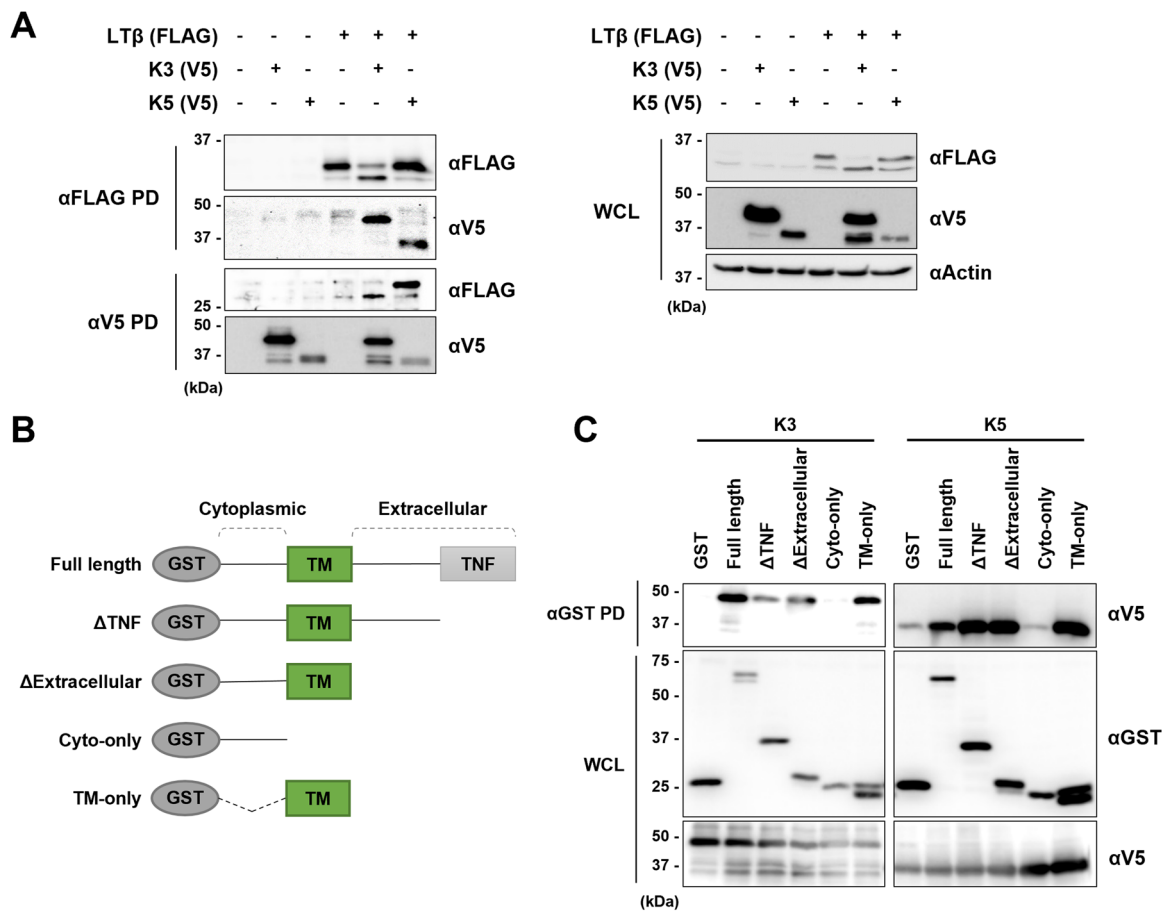 A
LTβ (FLAG) - - - + + +
K3 (V5) - + - - + -
K5 (V5) - - + - - +
αFLAG PD
37 -
αFLAG
50 -
37 -
αV5
αV5 PD
25 -
αFLAG
50 -
37 -
αV5
(kDa)
LTβ (FLAG) - - - + + +
K3 (V5) - + - - + -
K5 (V5) - - + - - +
WCL
37 -
αFLAG
50 -
37 -
αV5
37 -
αActin
(kDa)
B
Cytoplasmic Extracellular
Full length GST TM TNF
ΔTNF GST TM
ΔExtracellular GST TM
Cyto-only GST
TM-only GST TM
C
K3 K5
GST Full length ΔTNF ΔExtracellular Cyto-only TM-only GST Full length ΔTNF ΔExtracellular Cyto-only TM-only
αGST PD
50 -
37 -
αV5
WCL
75 -
50 -
37 -
25 -
αGST
50 -
37 -
αV5
(kDa)